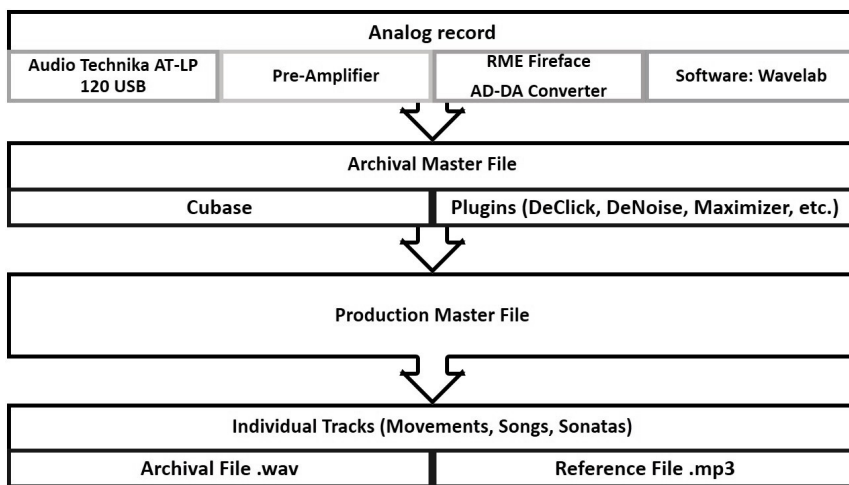 Analog record
Audio Technika AT-LP
120 USB
Pre-Amplifier
RME Fireface
AD-DA Converter
Software: Wavelab
Archival Master File
Cubase
Plugins (DeClick, DeNoise, Maximizer, etc.)
Production Master File
Individual Tracks (Movements, Songs, Sonatas)
Archival File .wav
Reference File .mp3